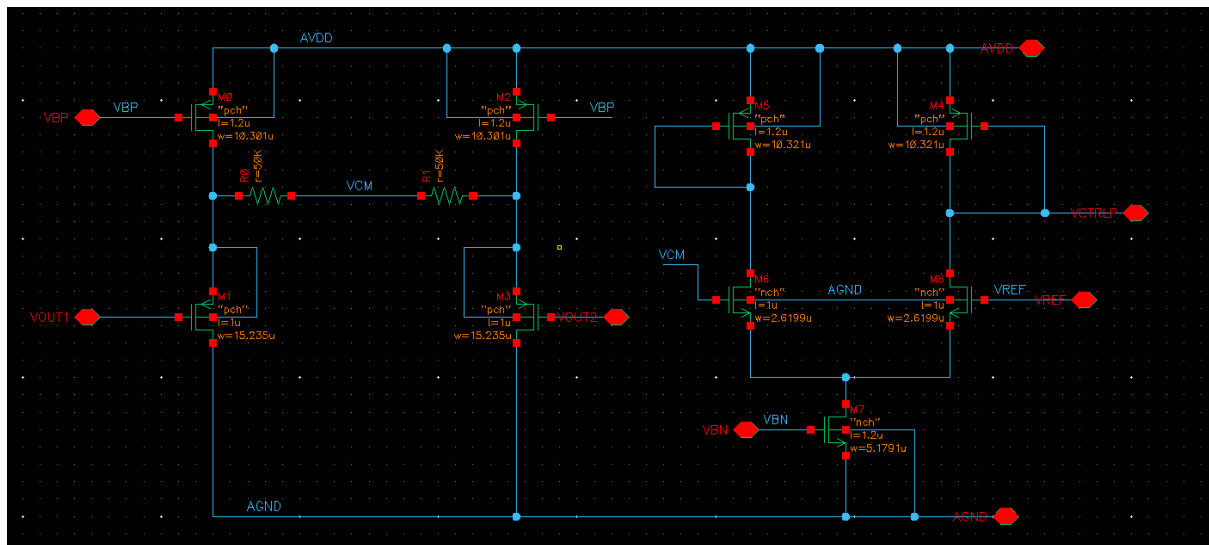 AVDD
AVDD
M0
"pch"
l=1.2u
w=10.301u
VBP
VBP
M2
"pch"
l=1.2u
w=10.301u
VBP
M5
"pch"
l=1.2u
w=10.321u
M4
"pch"
l=1.2u
w=10.321u
R0
r=50K
VCM
R1
r=50K
VCTRLP
VCM
M1
"pch"
l=1u
w=15.235u
VOUT1
M3
"pch"
l=1u
w=15.235u
VOUT2
M6
"nch"
l=1u
w=2.6199u
AGND
M8
"nch"
l=1u
w=2.6199u
VREF
VREF
M7
"nch"
l=1.2u
w=5.1791u
VBN
VBN
AGND
AGND